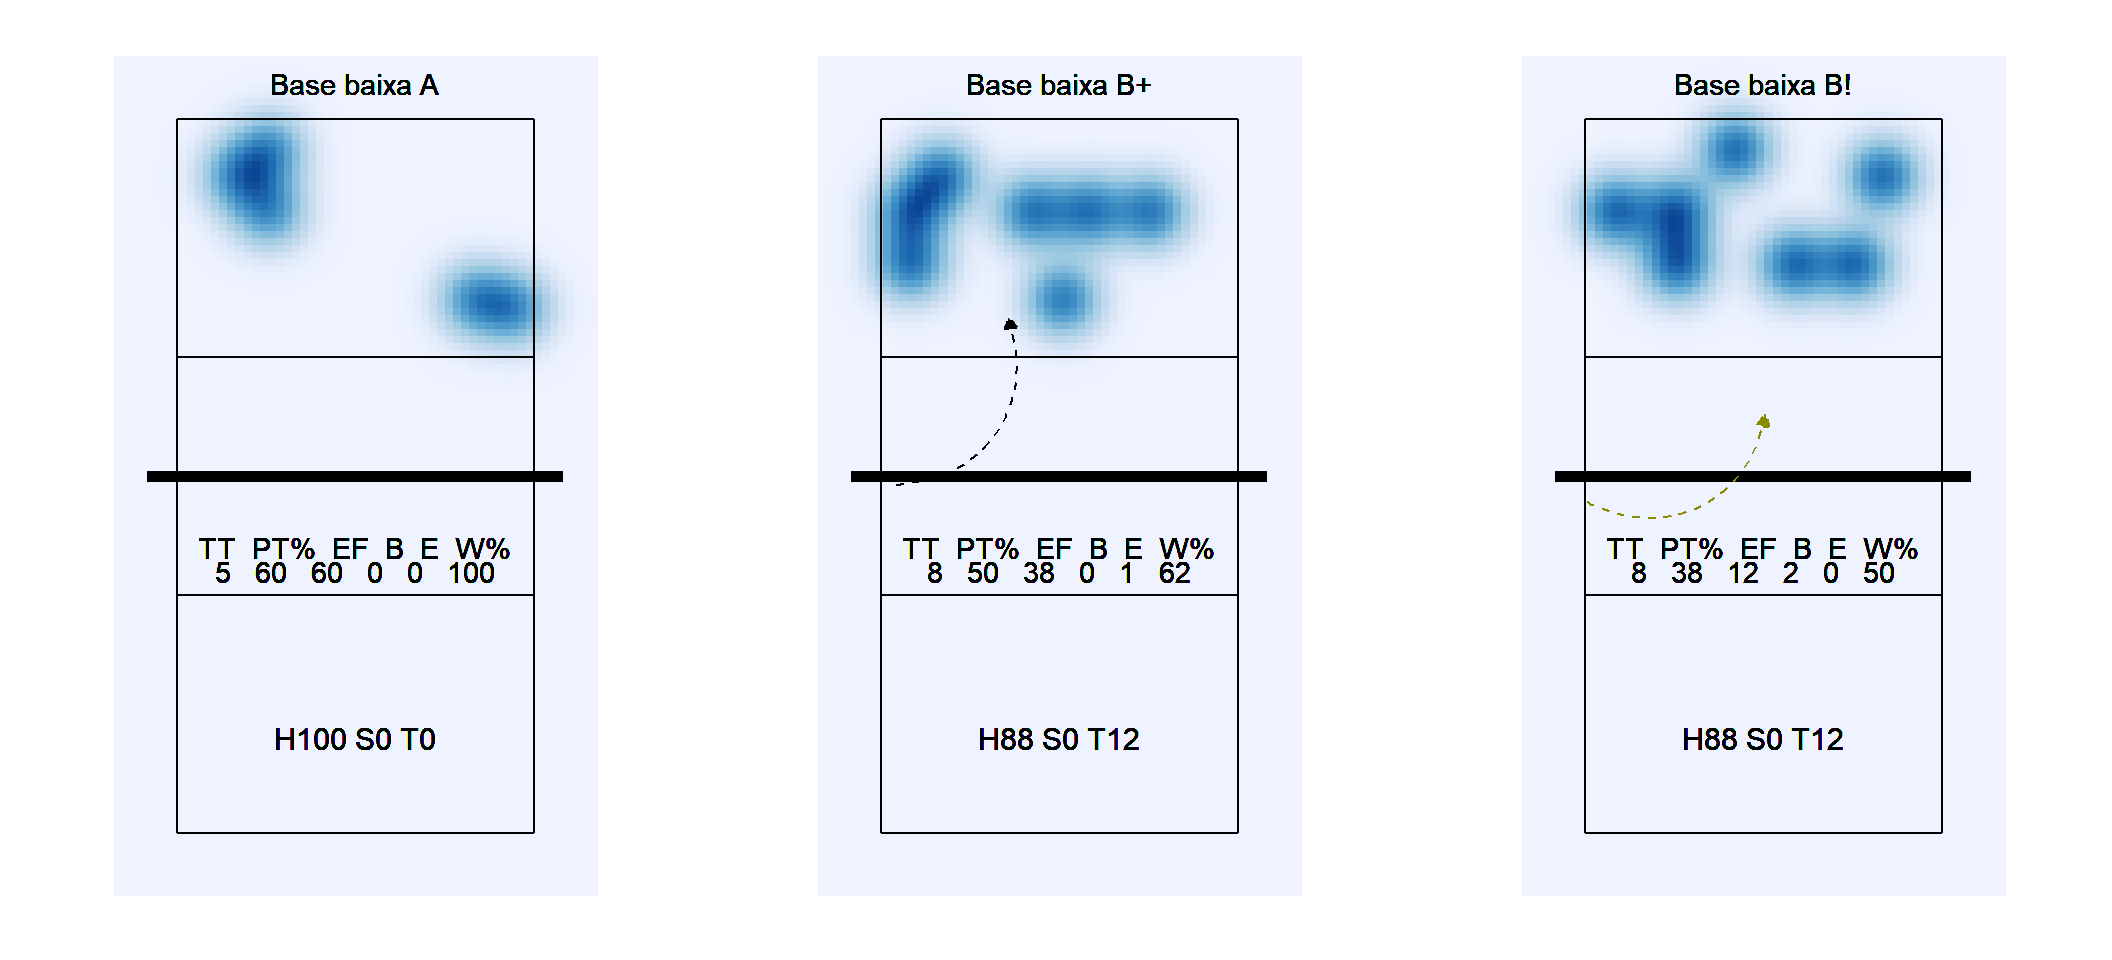 Base baixa A
TT PT% EF B E W%
5 60 60 0 0 100
H100 S0 T0
Base baixa B+
TT PT% EF B E W%
8 50 38 0 1 62
H88 S0 T12
Base baixa B!
TT PT% EF B E W%
8 38 12 2 0 50
H88 S0 T12